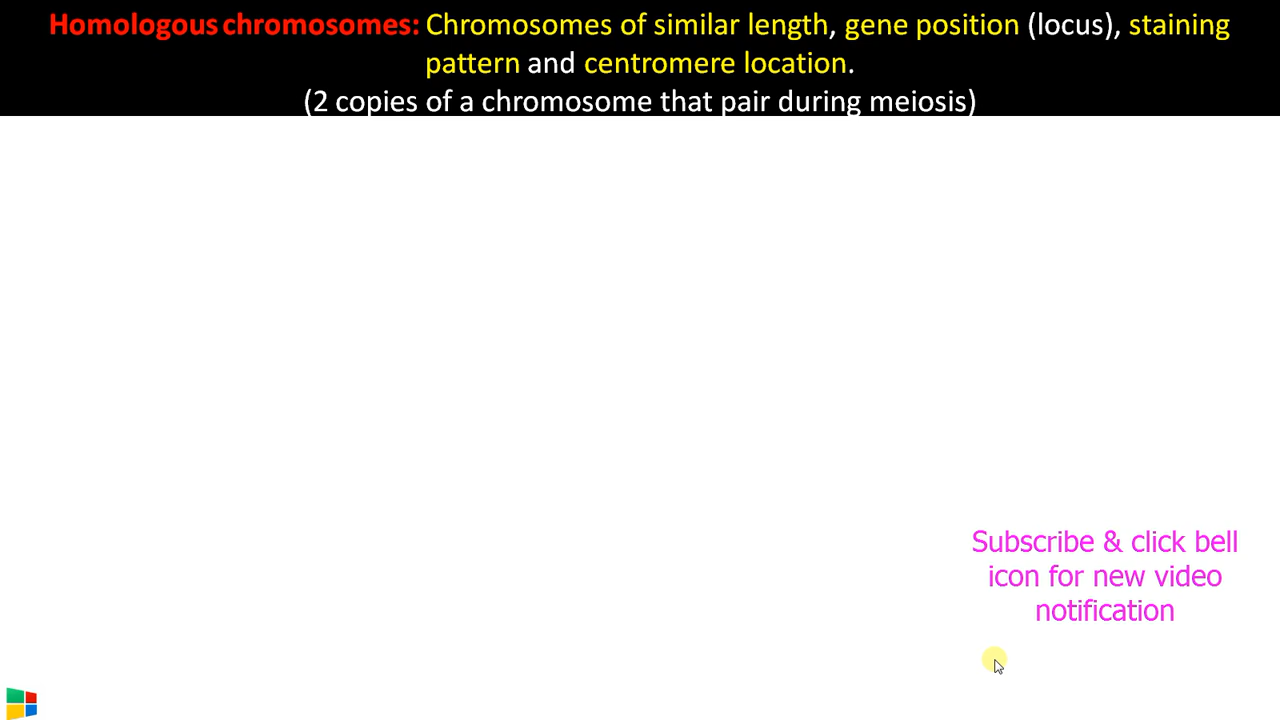 Homologous chromosomes: Chromosomes of similar length, gene position (locus), staining
pattern and centromere location.
(2 copies of a chromosome that pair during meiosis)
Subscribe & click bell
icon for new video
notification